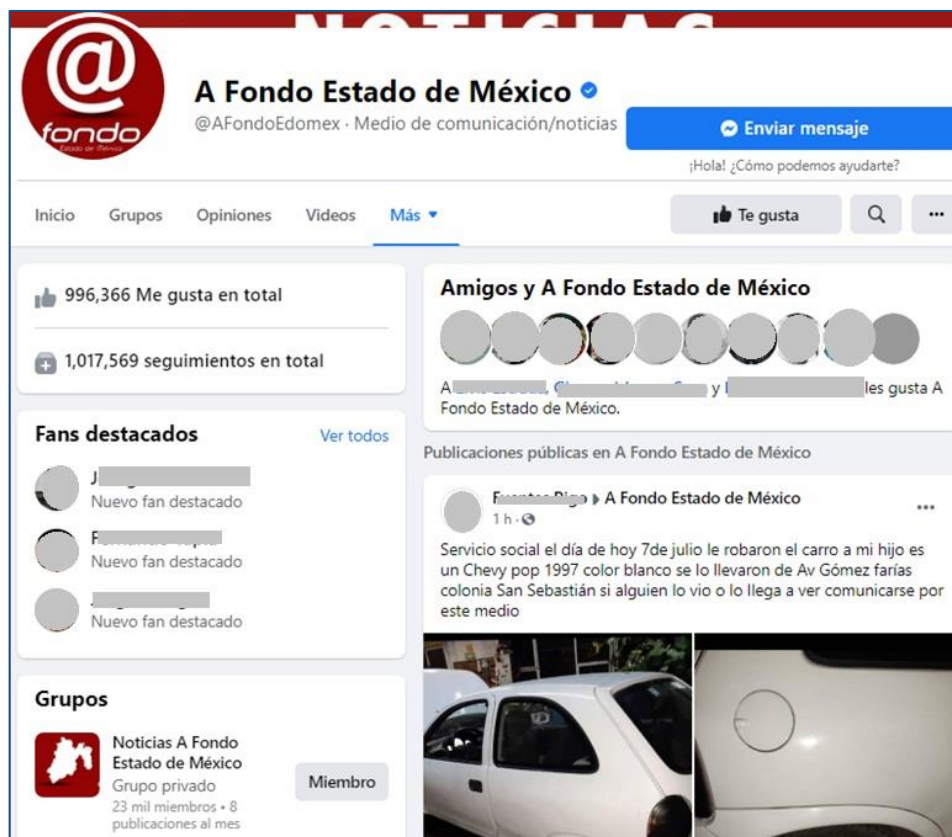 NOTICIAS
@
fondo
Estado de México
A Fondo Estado de México
@AFondoEdomex · Medio de comunicación/noticias
Enviar mensaje
¡Hola! ¿Cómo podemos ayudarte?
Inicio Grupos Opiniones Videos Más
Te gusta
996,366 Me gusta en total
1,017,569 seguimientos en total
Fans destacados Ver todos
J
Nuevo fan destacado
F
Nuevo fan destacado
Nuevo fan destacado
Grupos
Noticias A Fondo
Estado de México
Grupo privado
23 mil miembros • 8
publicaciones al mes
Miembro
Amigos y A Fondo Estado de México
A y les gusta A
Fondo Estado de México.
Publicaciones públicas en A Fondo Estado de México
A Fondo Estado de México
1 h ·
Servicio social el día de hoy 7de julio le robaron el carro a mi hijo es
un Chevy pop 1997 color blanco se lo llevaron de Av Gómez farías
colonia San Sebastián si alguien lo vio o lo llega a ver comunicarse por
este medio